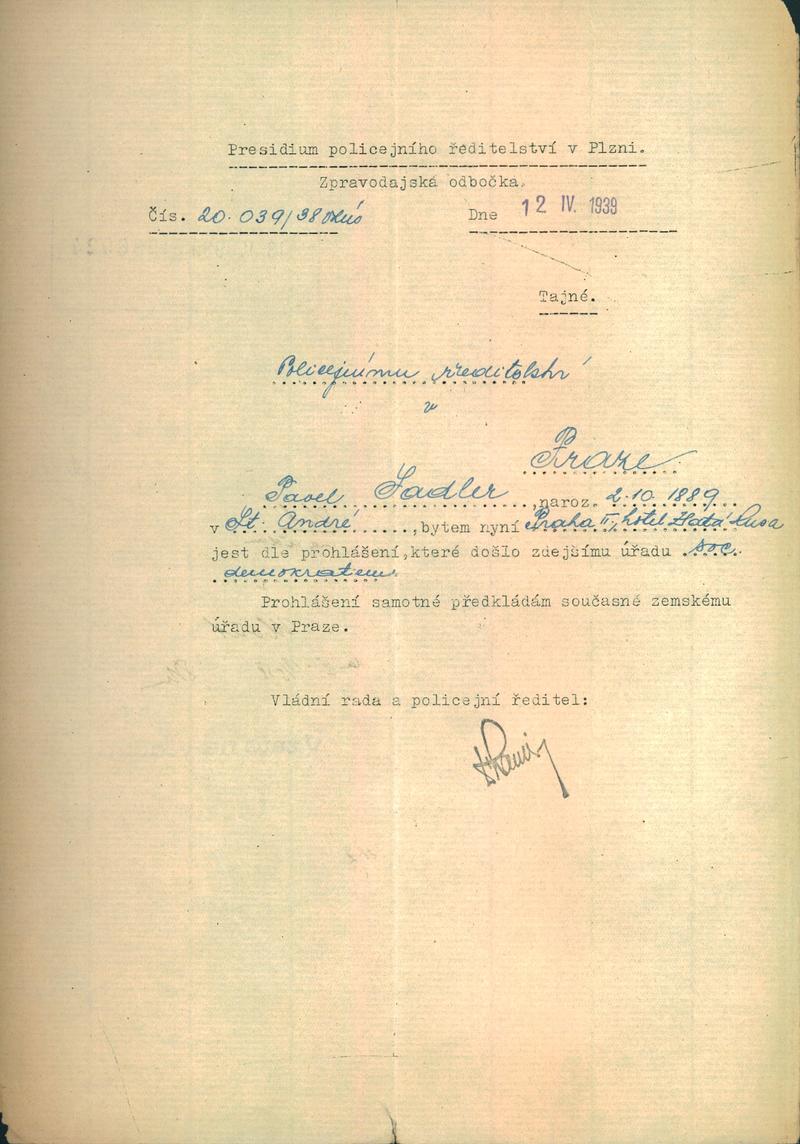 Presidium policejního ředitelství v Plzni.
Zpravodajská odbočka.
Čís. 20.039/38
Dne 12 IV. 1939
Tajné.
Policejnímu ředitelství
v
Praze
Pavel Sadler, naroz. 2.10.1889
v St. André, bytem nyní Praha II, hotel Zlatá husa
jest dle prohlášení, které došlo zdejšímu úřadu soc.
demokratem.
Prohlášení samotné předkládám současně zemskému
úřadu v Praze.
Vládní rada a policejní ředitel: